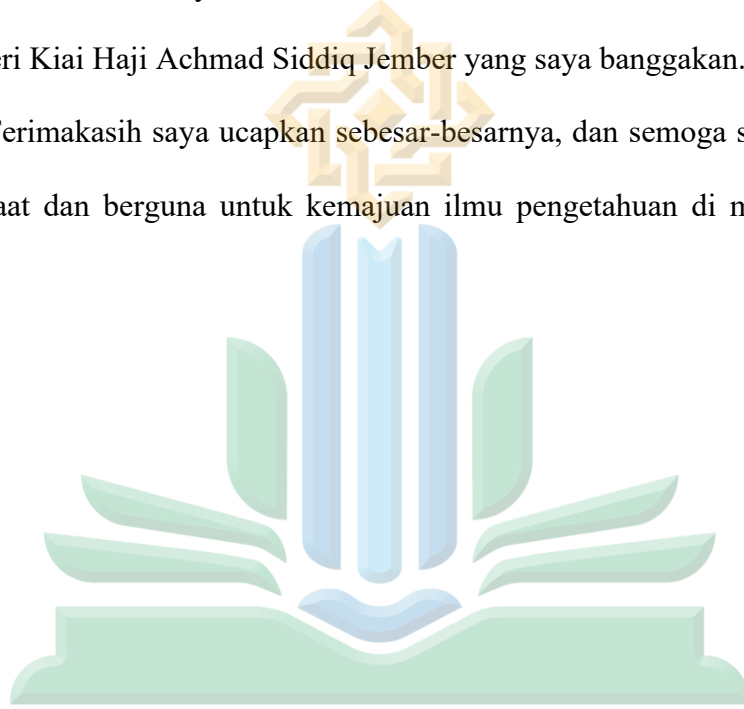 eri Kiai Haji Achmad Siddiq Jember yang saya banggakan.
erimakasih saya ucapkan sebesar-besarnya, dan semoga s
aat dan berguna untuk kemajuan ilmu pengetahuan di m